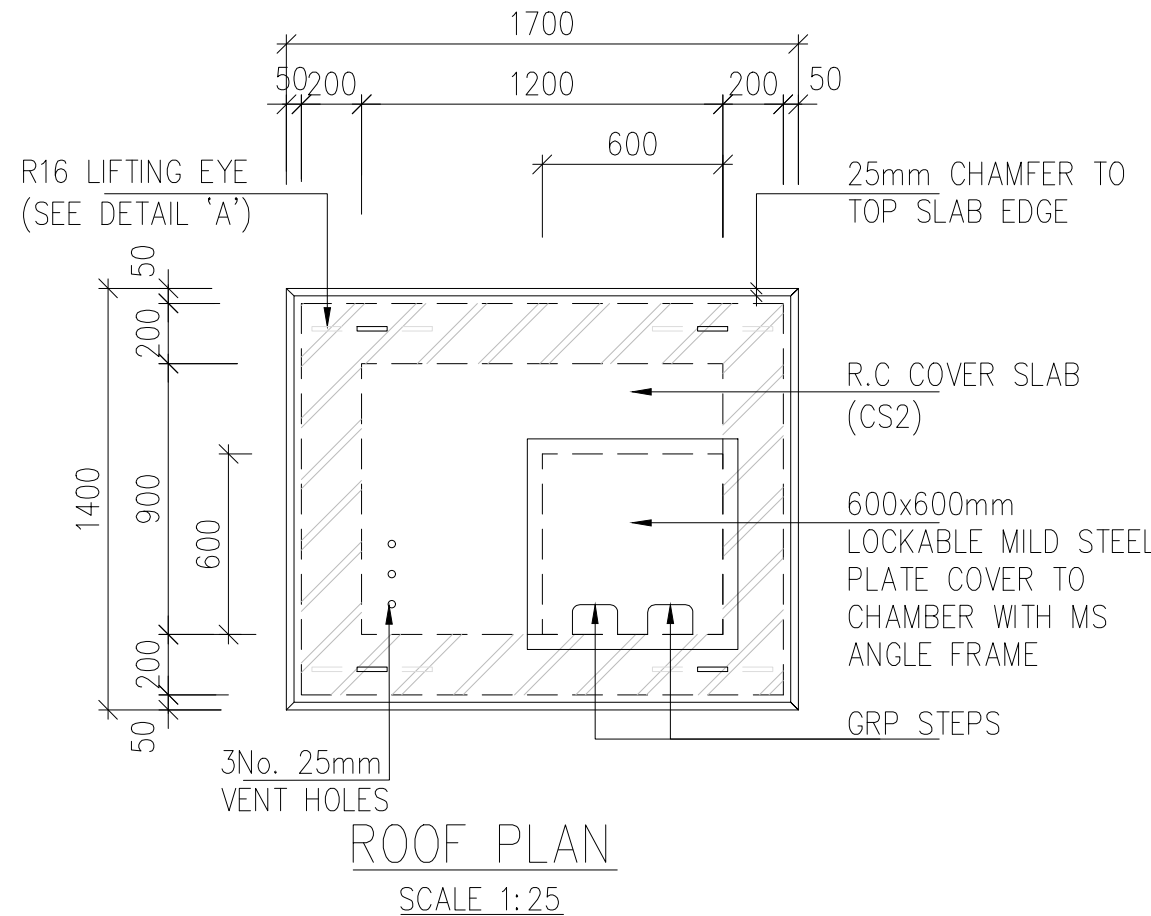 1700
50
200
1200
200
50
600
R16 LIFTING EYE
(SEE DETAIL 'A')
25mm CHAMFER TO
TOP SLAB EDGE
50
200
900
1400
600
200
50
R.C COVER SLAB
(CS2)
600x600mm
LOCKABLE MILD STEEL
PLATE COVER TO
CHAMBER WITH MS
ANGLE FRAME
GRP STEPS
3No. 25mm
VENT HOLES
ROOF PLAN
SCALE 1:25